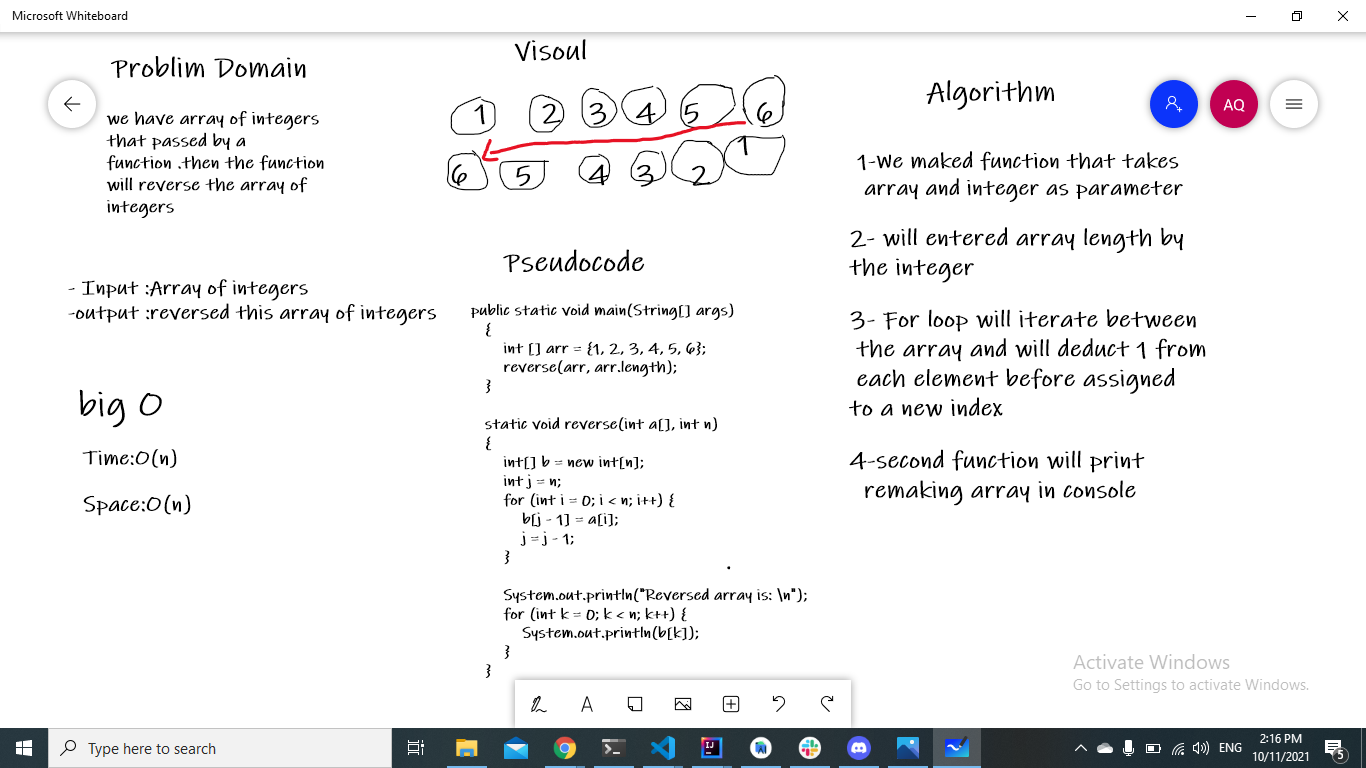 Microsoft Whiteboard
Problim Domain
we have array of integers
that passed by a
function .then the function
will reverse the array of
integers
- Input :Array of integers
-output :reversed this array of integers
big O
Time:O(n)
Space:O(n)
Visoul
1 2 3 4 5 6
6 5 4 3 2 1
Pseudocode
public static void main(String[] args)
{
int [] arr = {1, 2, 3, 4, 5, 6};
reverse(arr, arr.length);
}
static void reverse(int a[], int n)
{
int[] b = new int[n];
int j = n;
for (int i = 0; i < n; i++) {
b[j - 1] = a[i];
j = j - 1;
}
System.out.println("Reversed array is: \n");
for (int k = 0; k < n; k++) {
System.out.println(b[k]);
}
}
Algorithm
AQ
1-We maked function that takes
array and integer as parameter
2- will entered array length by
the integer
3- For loop will iterate between
the array and will deduct 1 from
each element before assigned
to a new index
4-second function will print
remaking array in console
Activate Windows
Go to Settings to activate Windows.
A
Type here to search
ENG
2:16 PM
10/11/2021
5